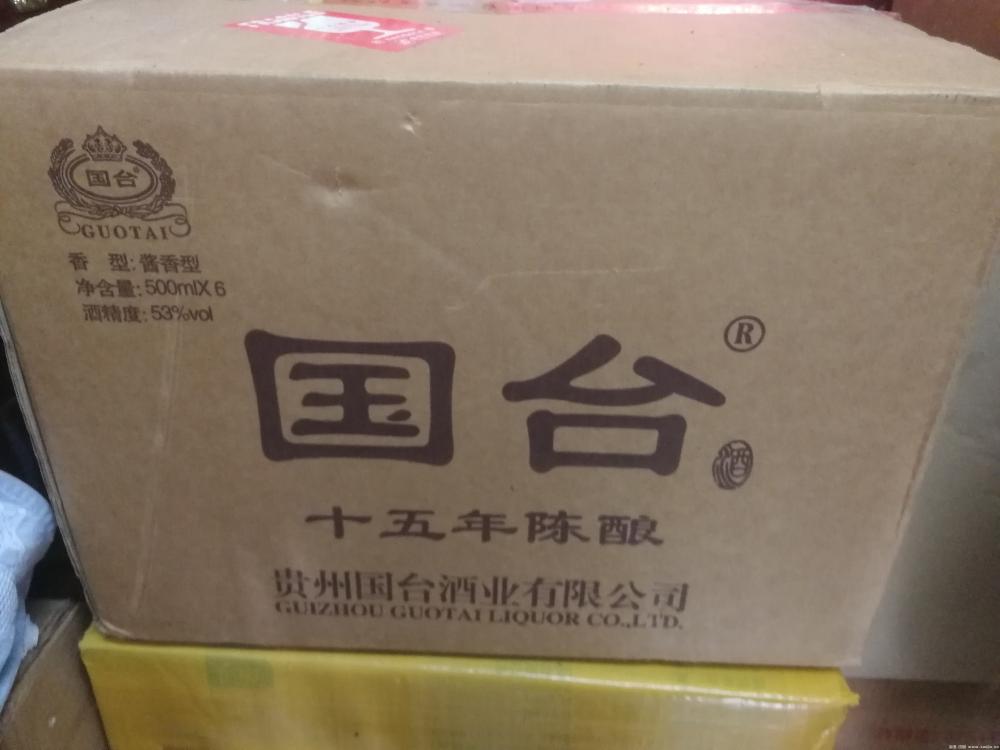 国台
GUOTAI
香 型: 酱香型
净含量: 500mlX6
酒精度: 53%vol
国台®
酒
十五年陈酿
贵州国台酒业有限公司
GUIZHOU GUOTAI LIQUOR CO.,LTD.